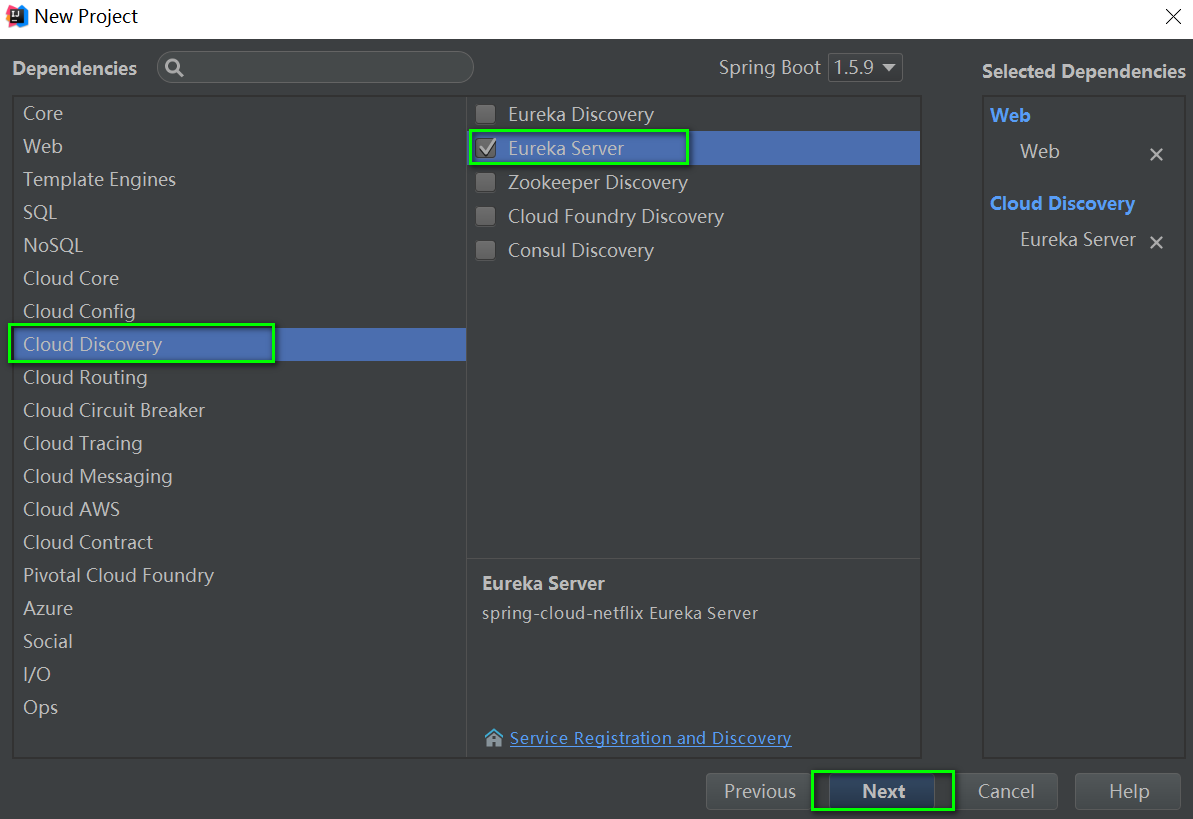 New Project
Dependencies
Spring Boot 1.5.9
Selected Dependencies
Core
Web
Template Engines
SQL
NoSQL
Cloud Core
Cloud Config
Cloud Discovery
Cloud Routing
Cloud Circuit Breaker
Cloud Tracing
Cloud Messaging
Cloud AWS
Cloud Contract
Pivotal Cloud Foundry
Azure
Social
I/O
Ops
Eureka Discovery
Eureka Server
Zookeeper Discovery
Cloud Foundry Discovery
Consul Discovery
Eureka Server
spring-cloud-netflix Eureka Server
Service Registration and Discovery
Web
Web
Cloud Discovery
Eureka Server
Previous
Next
Cancel
Help